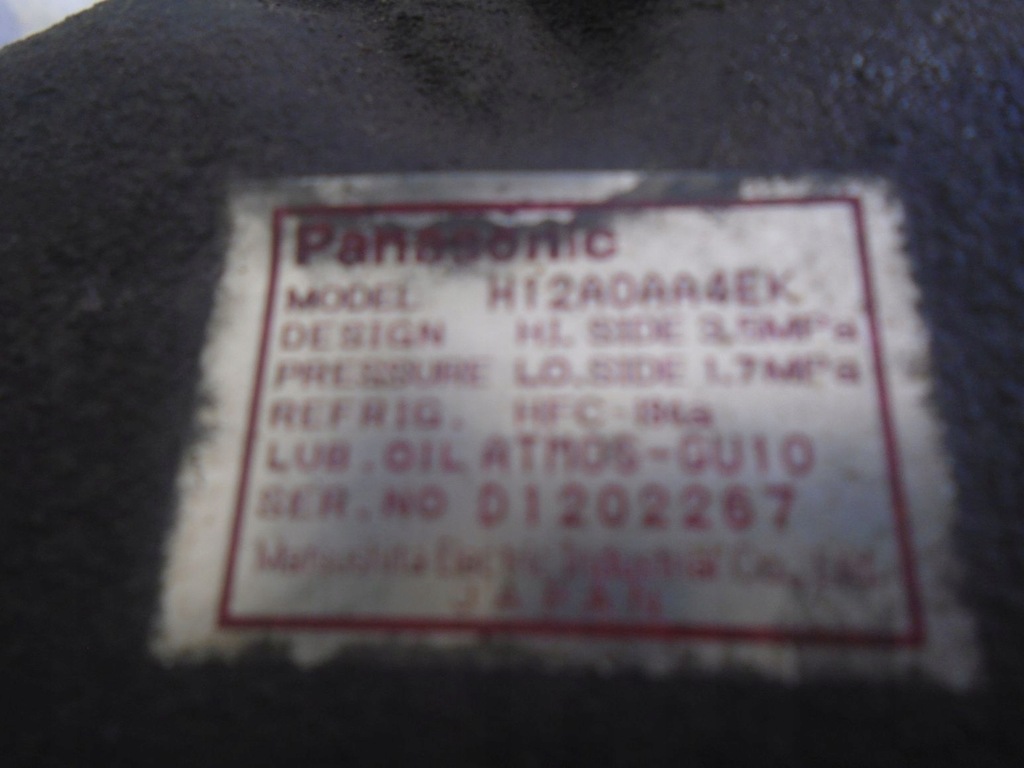 Panasonic
MODEL H12A0AA4EK
DESIGN HI. SIDE 3.5MPa
PRESSURE LO. SIDE 1.7MPa
REFRIG. HFC-134a
LUB. OIL ATMOS-GU10
SER. NO D1202267
Matsushita Electric Industrial Co., Ltd.
JAPAN